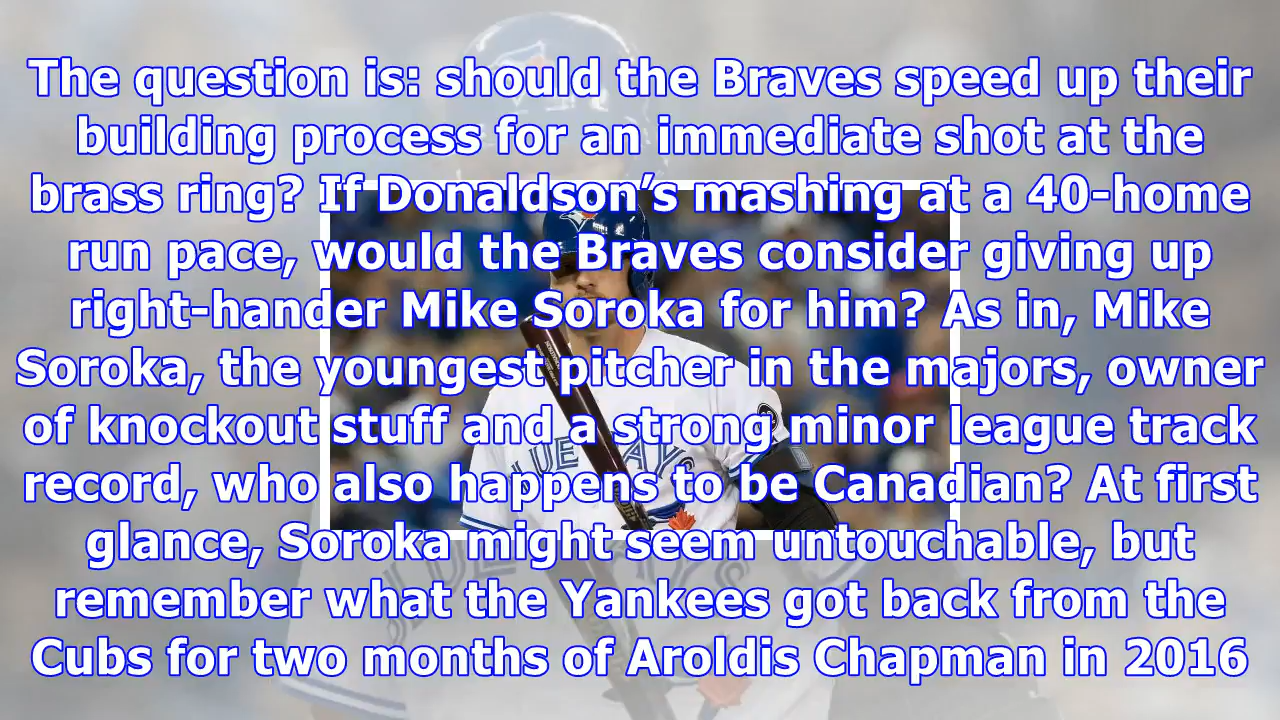 The question is: should the Braves speed up their
building process for an immediate shot at the
brass ring? If Donaldson’s mashing at a 40-home
run pace, would the Braves consider giving up
right-hander Mike Soroka for him? As in, Mike
Soroka, the youngest pitcher in the majors, owner
of knockout stuff and a strong minor league track
record, who also happens to be Canadian? At first
glance, Soroka might seem untouchable, but
remember what the Yankees got back from the
Cubs for two months of Aroldis Chapman in 2016